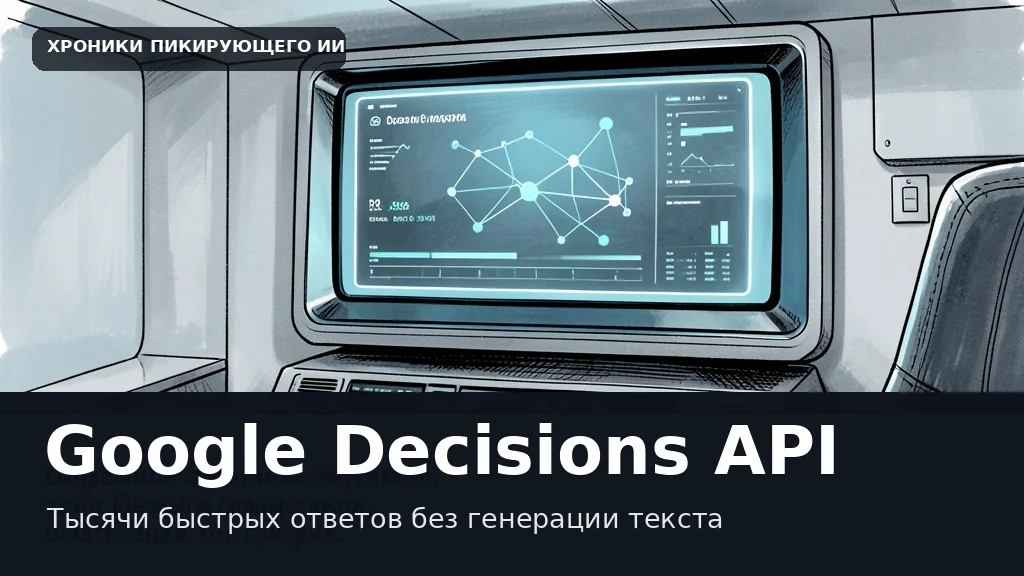 ХРОНИКИ ПИКИРУЮЩЕГО ИИ
Google Decisions API
Тысячи быстрых ответов без генерации текста